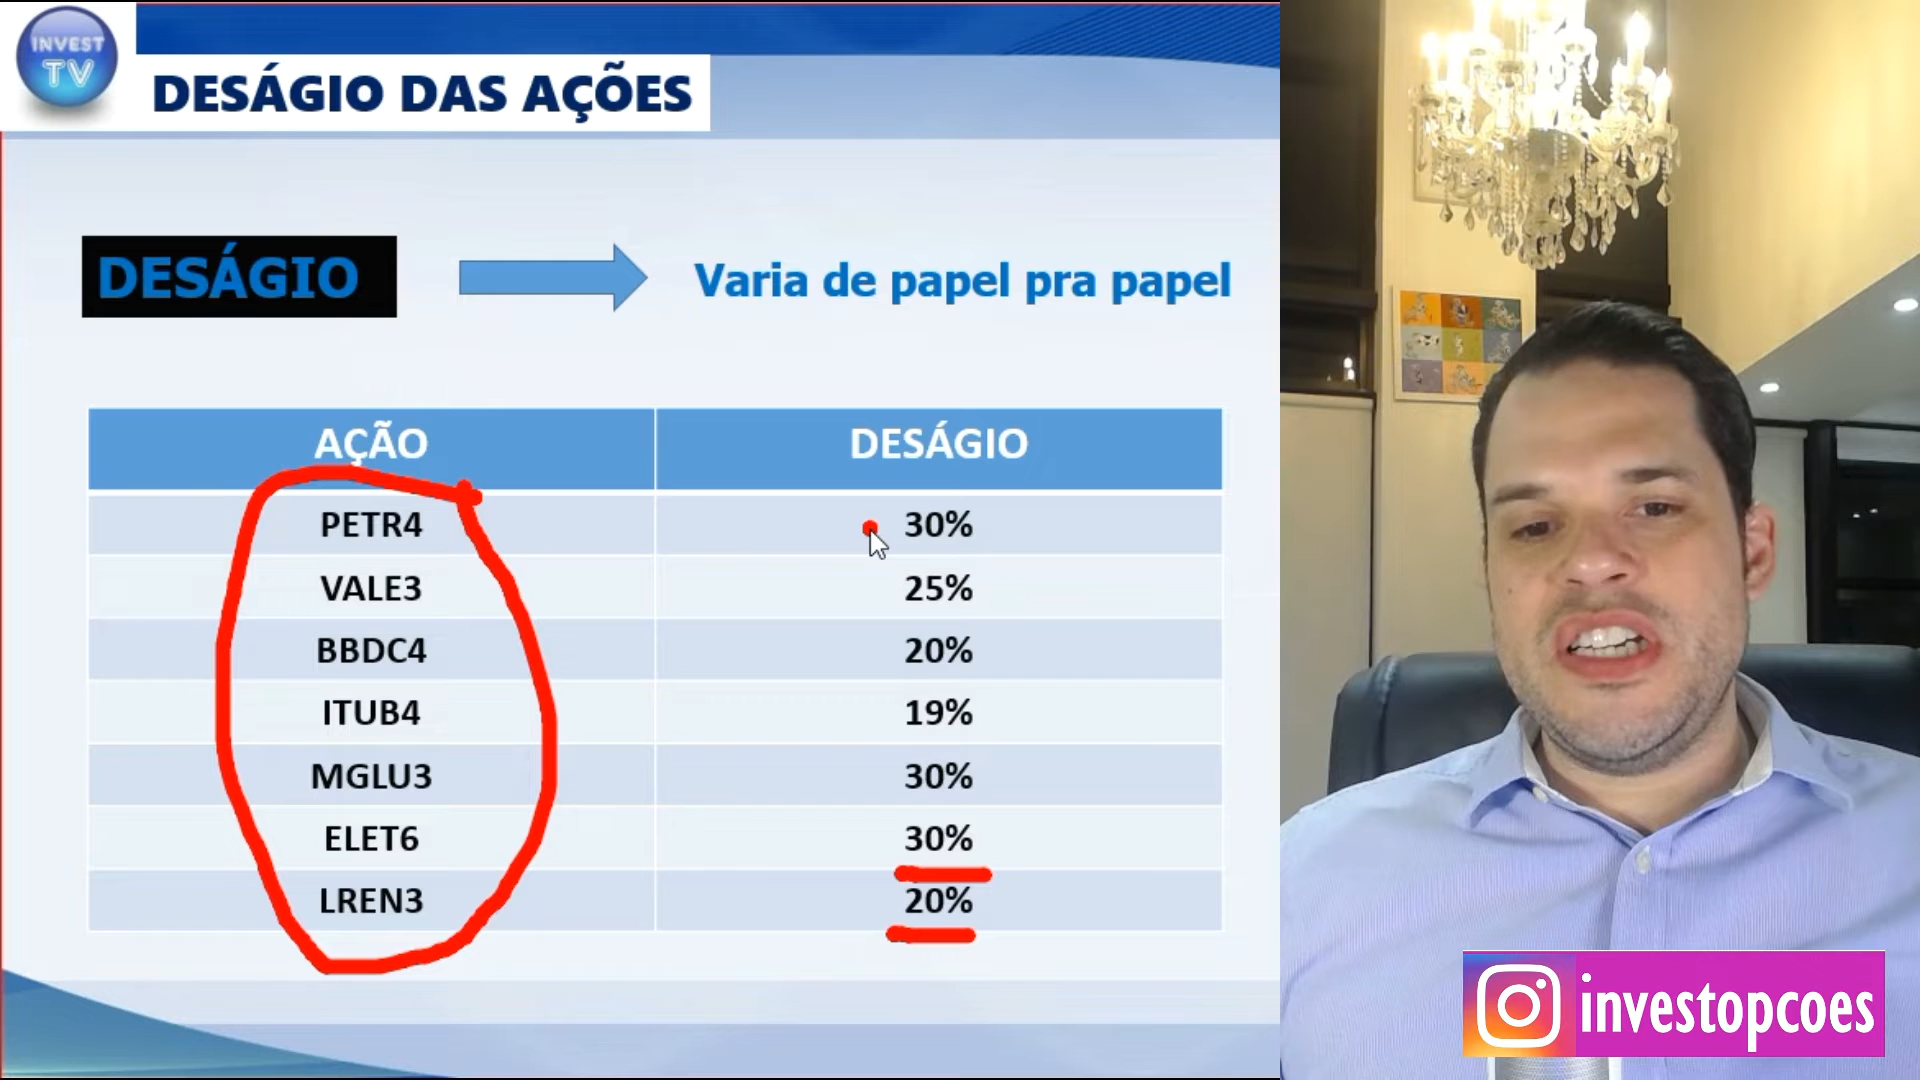 INVEST
TV
DESÁGIO DAS AÇÕES
DESÁGIO
Varia de papel pra papel
AÇÃO DESÁGIO
PETR4 30%
VALE3 25%
BBDC4 20%
ITUB4 19%
MGLU3 30%
ELET6 30%
LREN3 20%
investopcoes